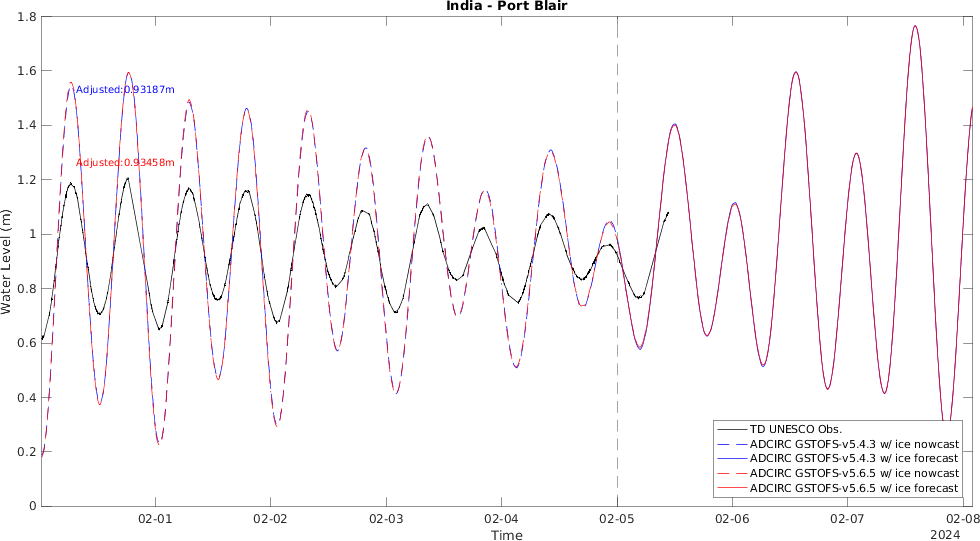 India - Port Blair
Water Level (m)
1.8
1.6
1.4
1.2
1
0.8
0.6
0.4
0.2
0
Adjusted:0.93187m
Adjusted:0.93458m
TD UNESCO Obs.
ADCIRC GSTOFS-v5.4.3 w/ ice nowcast
ADCIRC GSTOFS-v5.4.3 w/ ice forecast
ADCIRC GSTOFS-v5.6.5 w/ ice nowcast
ADCIRC GSTOFS-v5.6.5 w/ ice forecast
02-01 02-02 02-03 02-04 02-05 02-06 02-07 02-08
Time
2024